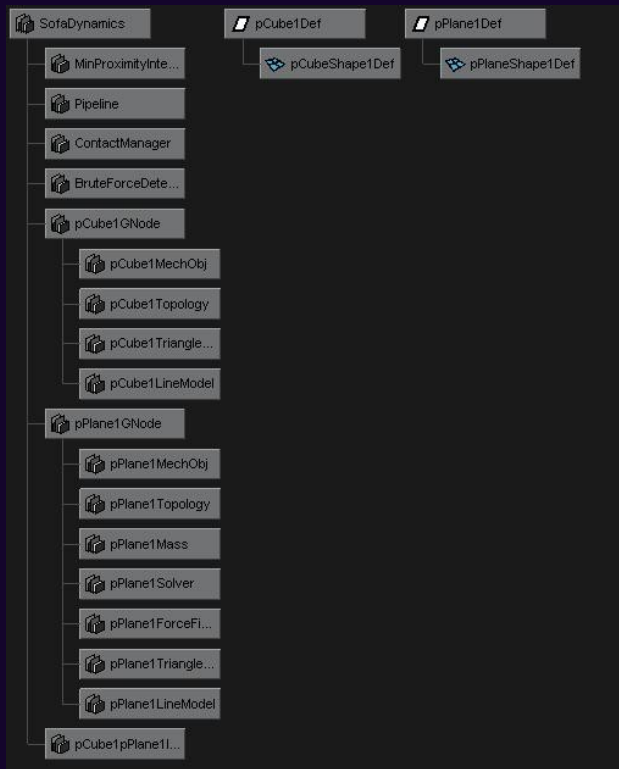 SofaDynamics
pCube1Def
pPlane1Def
MinProximityInte...
pCubeShape1Def
pPlaneShape1Def
Pipeline
ContactManager
BruteForceDete...
pCube1GNode
pCube1MechObj
pCube1Topology
pCube1Triangle...
pCube1LineModel
pPlane1GNode
pPlane1MechObj
pPlane1Topology
pPlane1Mass
pPlane1Solver
pPlane1ForceFi...
pPlane1Triangle...
pPlane1LineModel
pCube1pPlane1I...